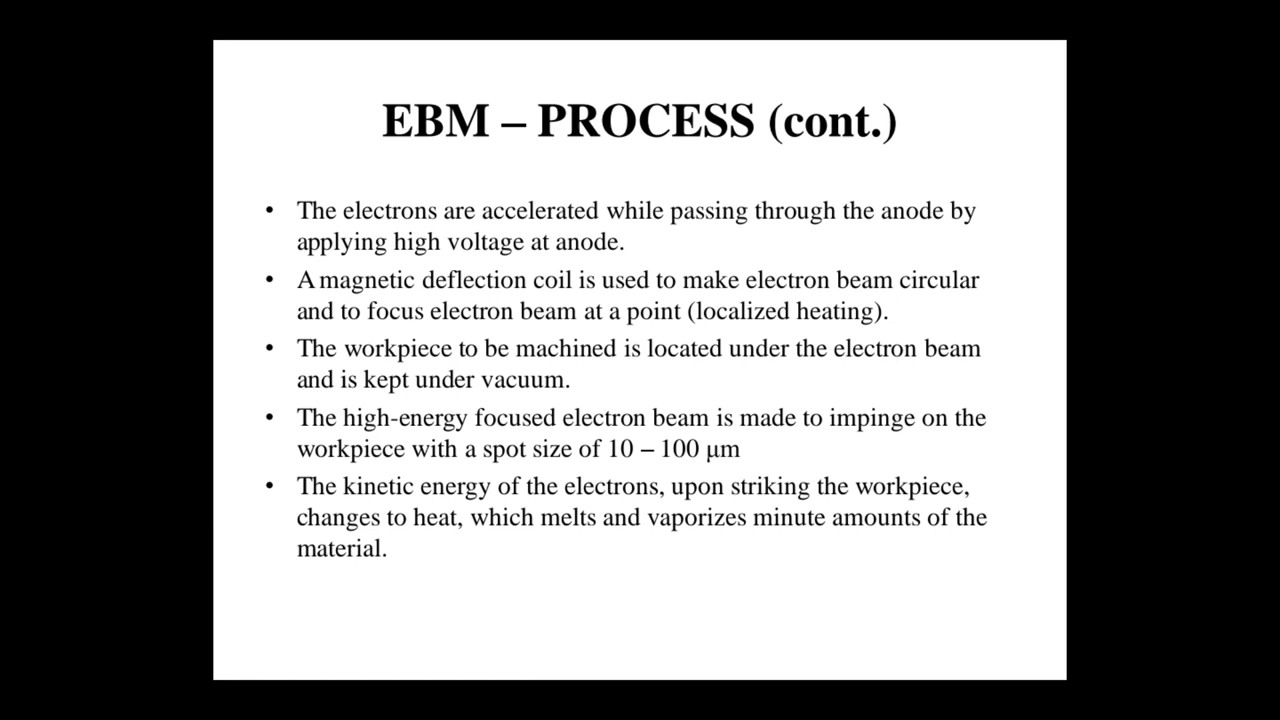 EBM – PROCESS (cont.)
• The electrons are accelerated while passing through the anode by
applying high voltage at anode.
• A magnetic deflection coil is used to make electron beam circular
and to focus electron beam at a point (localized heating).
• The workpiece to be machined is located under the electron beam
and is kept under vacuum.
• The high-energy focused electron beam is made to impinge on the
workpiece with a spot size of 10 – 100 μm
• The kinetic energy of the electrons, upon striking the workpiece,
changes to heat, which melts and vaporizes minute amounts of the
material.